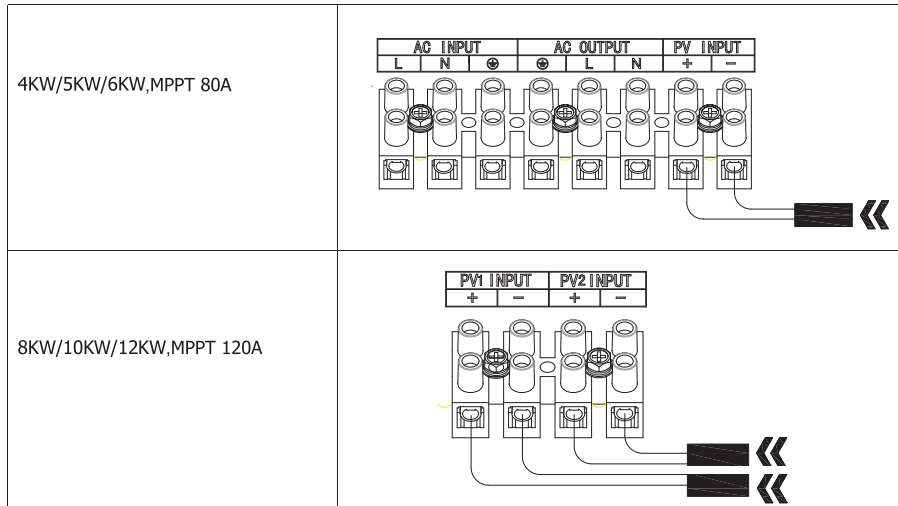 AC INPUT AC OUTPUT PV INPUT
L N L N + −
4KW/5KW/6KW,MPPT 80A
PV1 INPUT PV2 INPUT
+ − + −
8KW/10KW/12KW,MPPT 120A